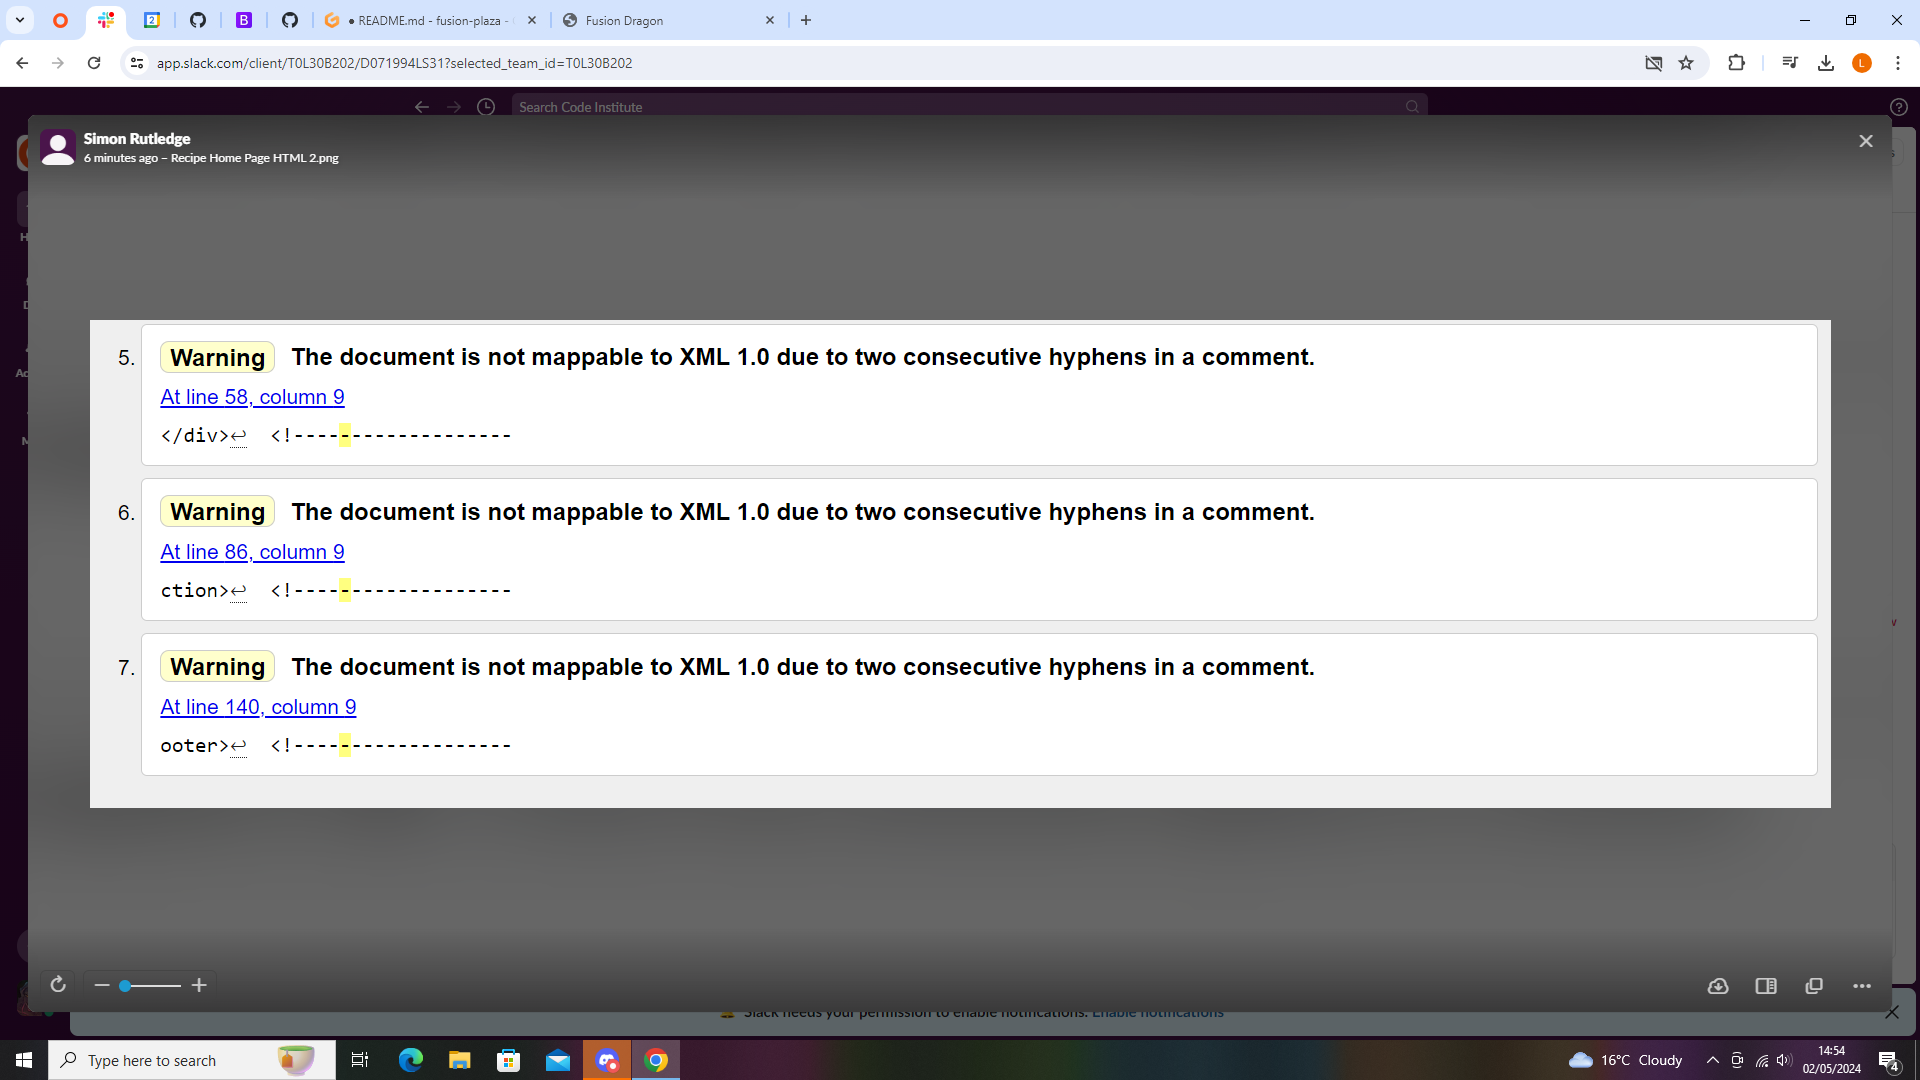 README.md - fusion-plaza -
Fusion Dragon
app.slack.com/client/T0L30B202/D071994LS31?selected_team_id=T0L30B202
L
Search Code Institute
Simon Rutledge
6 minutes ago – Recipe Home Page HTML 2.png
5. Warning The document is not mappable to XML 1.0 due to two consecutive hyphens in a comment.
At line 58, column 9
</div>↩ <!-------------------
6. Warning The document is not mappable to XML 1.0 due to two consecutive hyphens in a comment.
At line 86, column 9
ction>↩ <!-------------------
7. Warning The document is not mappable to XML 1.0 due to two consecutive hyphens in a comment.
At line 140, column 9
ooter>↩ <!-------------------
Slack needs your permission to enable notifications. Enable notifications
Type here to search
16°C Cloudy
14:54
02/05/2024
4